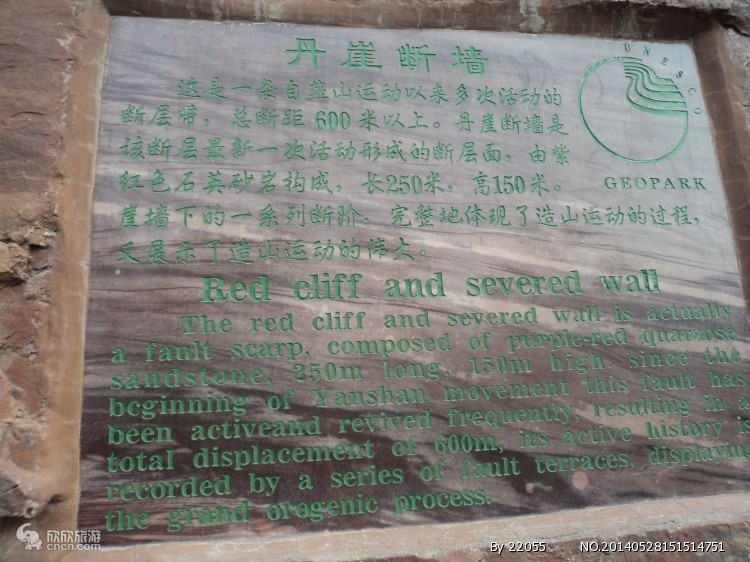 丹崖断墙
这是一条自燕山运动以来多次活动的
断层带，总断距600米以上。丹崖断墙是
该断层最新一次活动形成的断层面，由紫
红色石英砂岩构成，长250米，高150米。
崖墙下的一系列断阶，完整地体现了造山运动的过程，
又展示了造山运动的伟大。
UNESCO
GEOPARK
Red cliff and severed wall
The red cliff and severed wall is actually
a fault scarp, composed of purple-red quarzose
sandstone, 250m long, 150m high. since the
bcginning of Yanshan movement this fault has
been activeand revived frequently, resulting in a
total displacement of 600m, its active history is
recorded by a series of fault terraces, displaying
the grand orogenic process.
欣欣旅游
cncn.com
By 22055 NO.20140528151514751